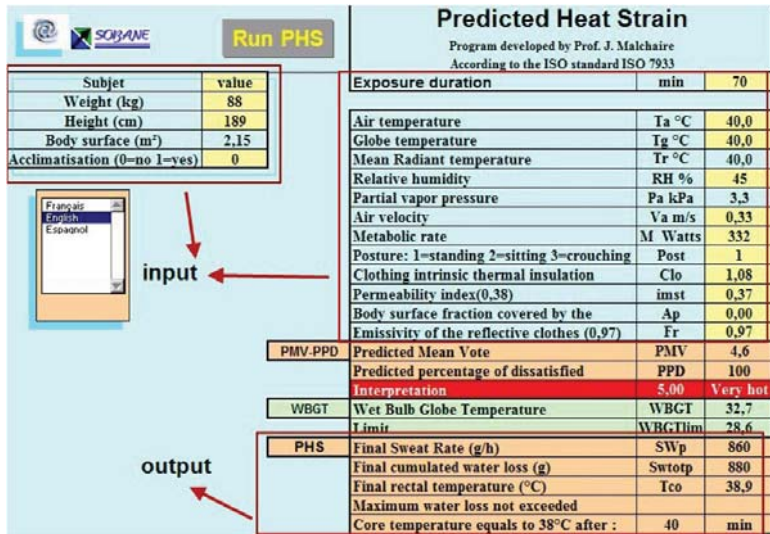 SOBANE
Run PHS
Predicted Heat Strain
Program developed by Prof. J. Malchaire
According to the ISO standard ISO 7933
Subjet value
Weight (kg) 88
Height (cm) 189
Body surface (m²) 2,15
Acclimatisation (0=no 1=yes) 0
Français
English
Espagnol
input
output
Exposure duration min 70
Air temperature Ta °C 40,0
Globe temperature Tg °C 40,0
Mean Radiant temperature Tr °C 40,0
Relative humidity RH % 45
Partial vapor pressure Pa kPa 3,3
Air velocity Va m/s 0,33
Metabolic rate M Watts 332
Posture: 1=standing 2=sitting 3=crouching Post 1
Clothing intrinsic thermal insulation Clo 1,08
Permeability index(0,38) imst 0,37
Body surface fraction covered by the Ap 0,00
Emissivity of the reflective clothes (0,97) Fr 0,97
PMV-PPD Predicted Mean Vote PMV 4,6
Predicted percentage of dissatisfied PPD 100
Interpretation 5,00 Very hot
WBGT Wet Bulb Globe Temperature WBGT 32,7
Limit WBGTlim 28,6
PHS Final Sweat Rate (g/h) SWp 860
Final cumulated water loss (g) Swtotp 880
Final rectal temperature (°C) Tco 38,9
Maximum water loss not exceeded
Core temperature equals to 38°C after : 40 min